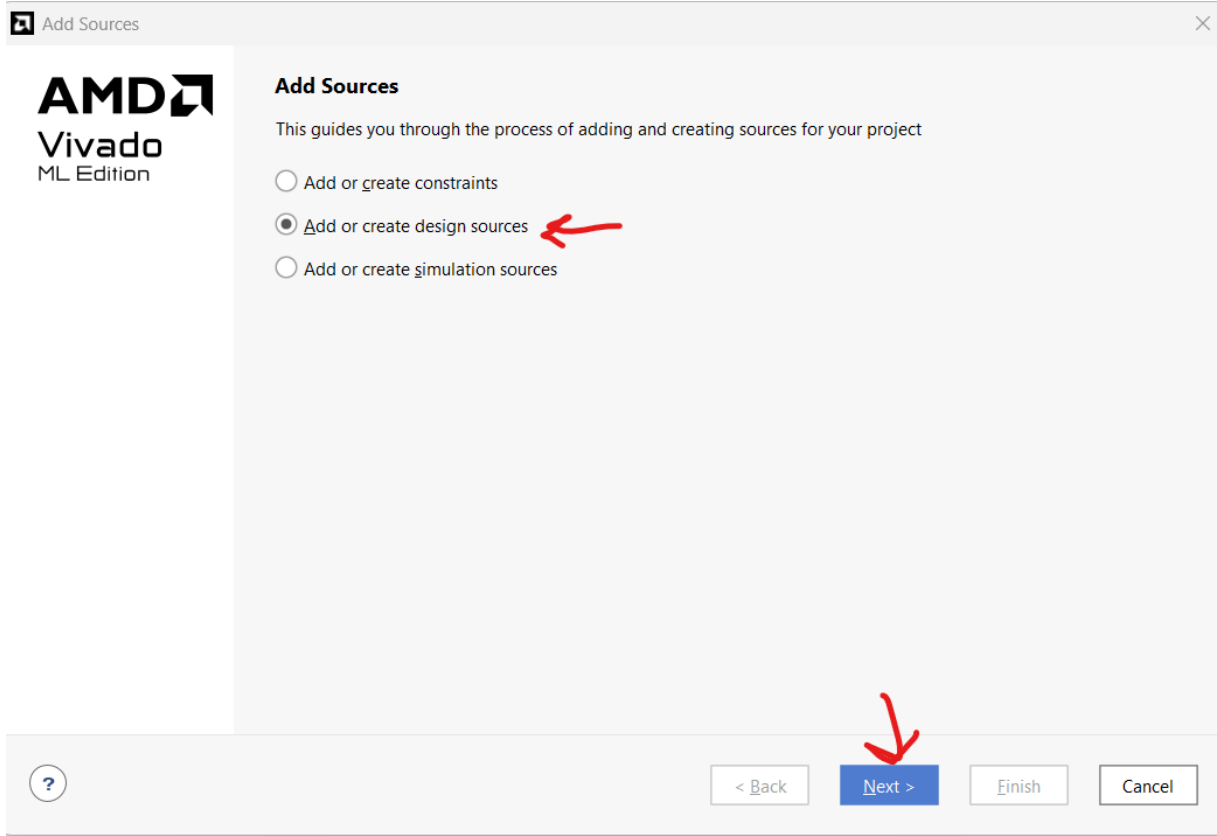 Add Sources
AMD
Vivado
ML Edition
Add Sources
This guides you through the process of adding and creating sources for your project
Add or create constraints
Add or create design sources
Add or create simulation sources
?
< Back
Next >
Finish
Cancel